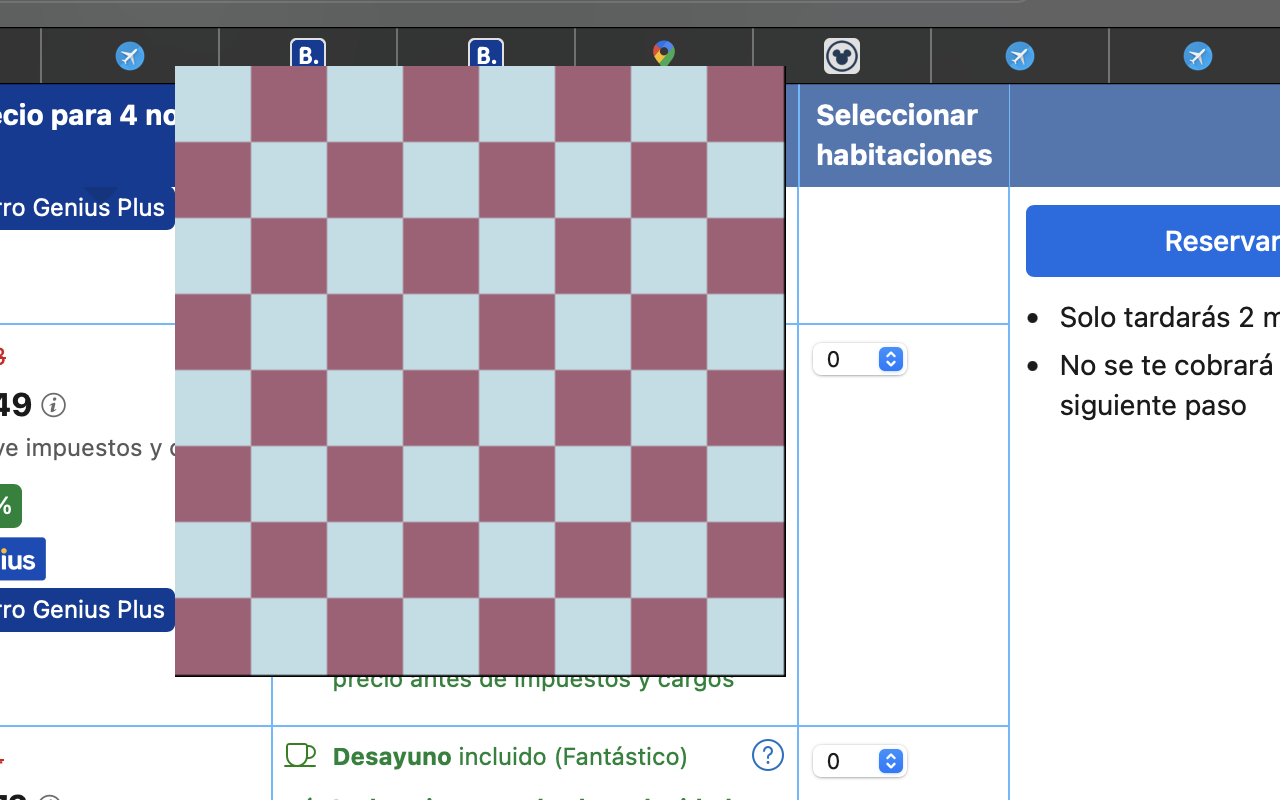 B.
B.
cio para 4 no
Seleccionar
habitaciones
rro Genius Plus
Reservar
Solo tardarás 2 m
No se te cobrará
siguiente paso
0
49
ve impuestos y
%
ius
rro Genius Plus
precio antes de impuestos y cargos
Desayuno incluido (Fantástico)
?
0